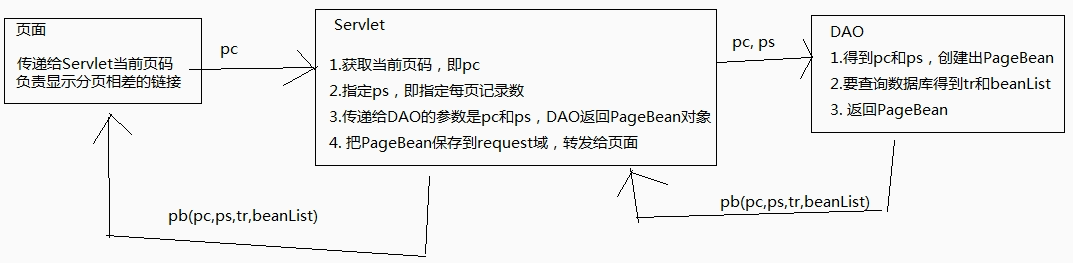 页面
传递给Servlet当前页码
负责显示分页相差的链接
pc
Servlet
1.获取当前页码，即pc
2.指定ps，即指定每页记录数
3.传递给DAO的参数是pc和ps，DAO返回PageBean对象
4. 把PageBean保存到request域，转发给页面
pc, ps
DAO
1.得到pc和ps，创建出PageBean
2.要查询数据库得到tr和beanList
3. 返回PageBean
pb(pc,ps,tr,beanList)
pb(pc,ps,tr,beanList)